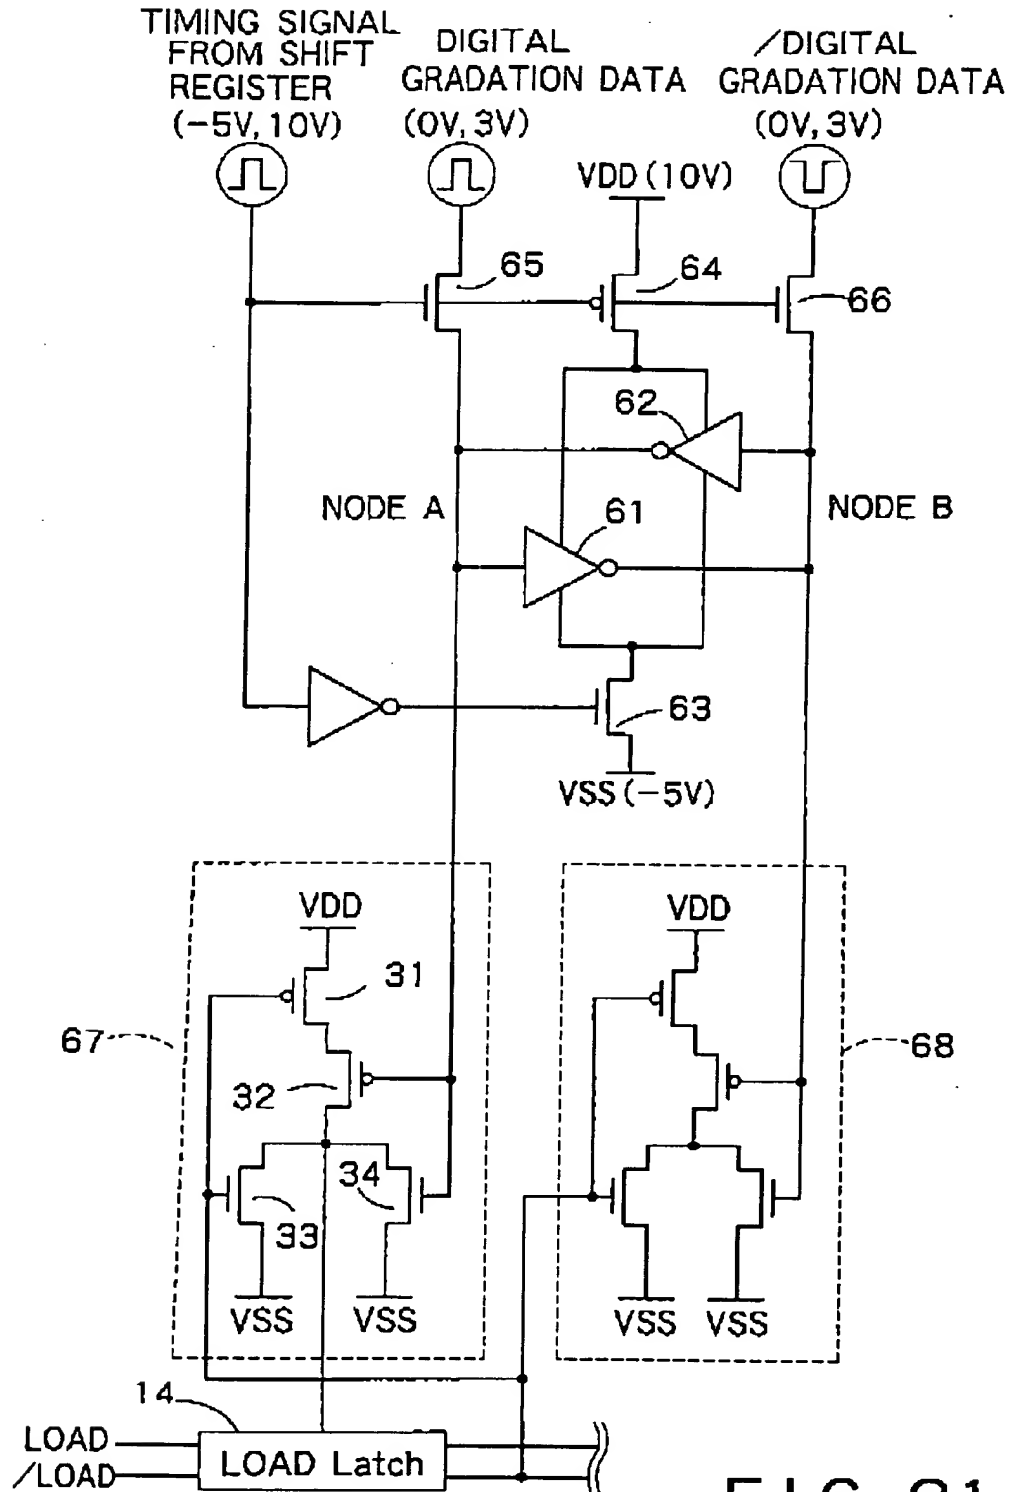 TIMING SIGNAL
FROM SHIFT
REGISTER
(-5V, 10V)
DIGITAL
GRADATION DATA
(0V, 3V)
/DIGITAL
GRADATION DATA
(0V, 3V)
VDD (10V)
65
64
66
62
NODE A
61
NODE B
63
VSS (-5V)
VDD
31
67
32
34
33
VSS
VSS
VDD
68
VSS
VSS
14
LOAD
/LOAD
LOAD Latch